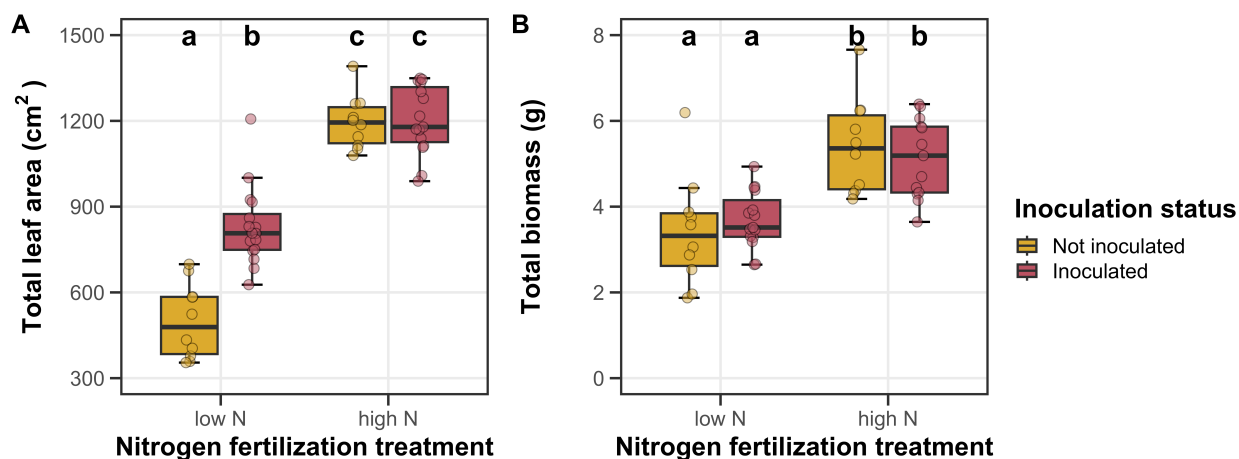 A
Total leaf area (cm2)
1500
1200
900
600
300
a b c c
low N high N
Nitrogen fertilization treatment
B
Total biomass (g)
8
6
4
2
0
a a b b
low N high N
Nitrogen fertilization treatment
Inoculation status
Not inoculated
Inoculated